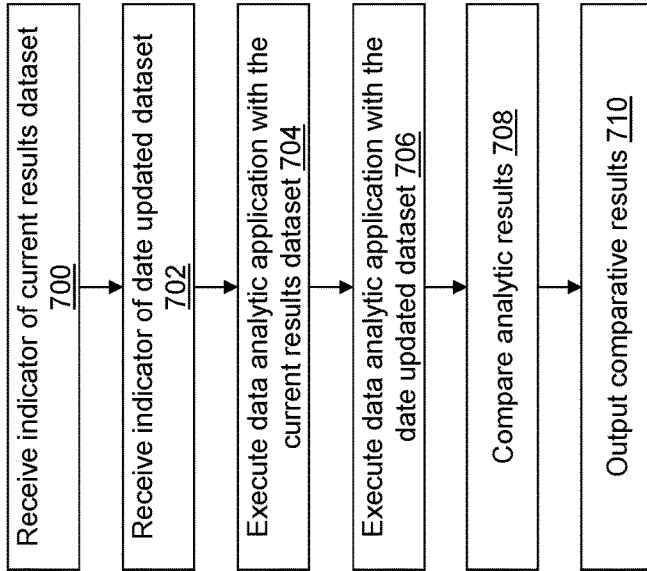 Receive indicator of current results dataset
700
Receive indicator of date updated dataset
702
Execute data analytic application with the
current results dataset 704
Execute data analytic application with the
date updated dataset 706
Compare analytic results 708
Output comparative results 710